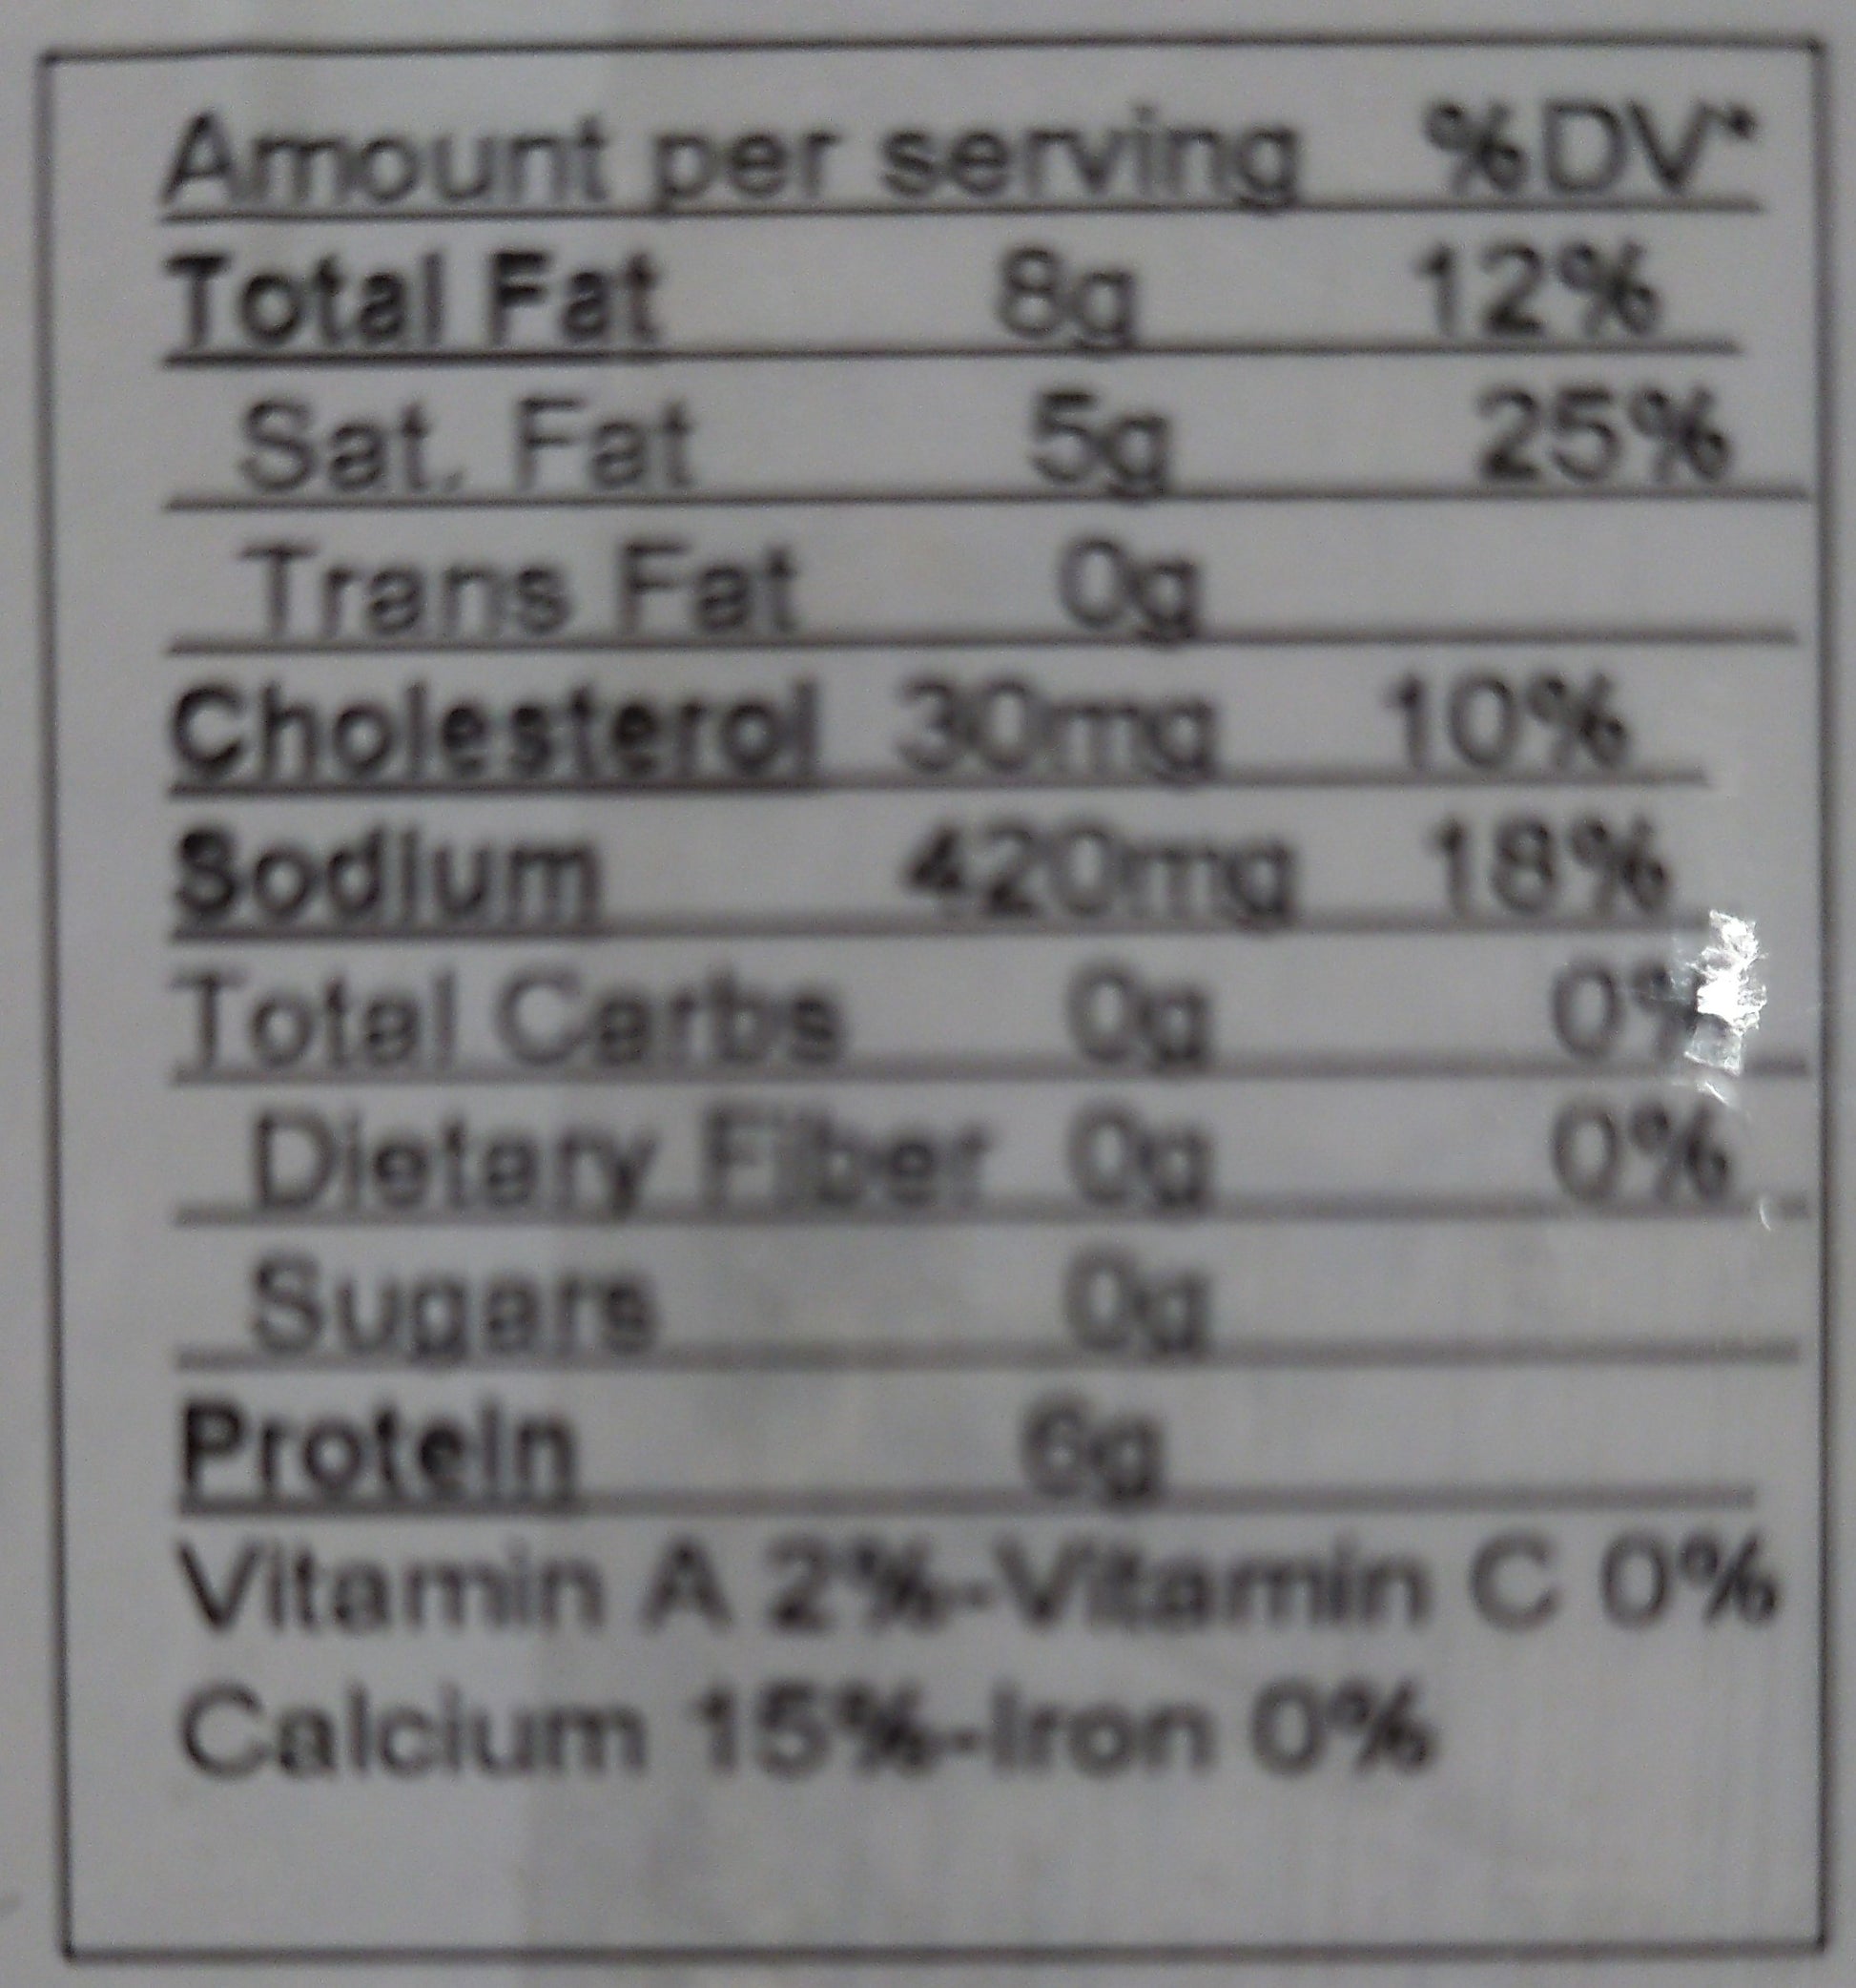 Amount per serving %DV*
Total Fat 8g 12%
Sat. Fat 5g 25%
Trans Fat 0g
Cholesterol 30mg 10%
Sodium 420mg 18%
Total Carbs 0g 0%
Dietary Fiber 0g 0%
Sugars 0g
Protein 6g
Vitamin A 2%-Vitamin C 0%
Calcium 15%-Iron 0%